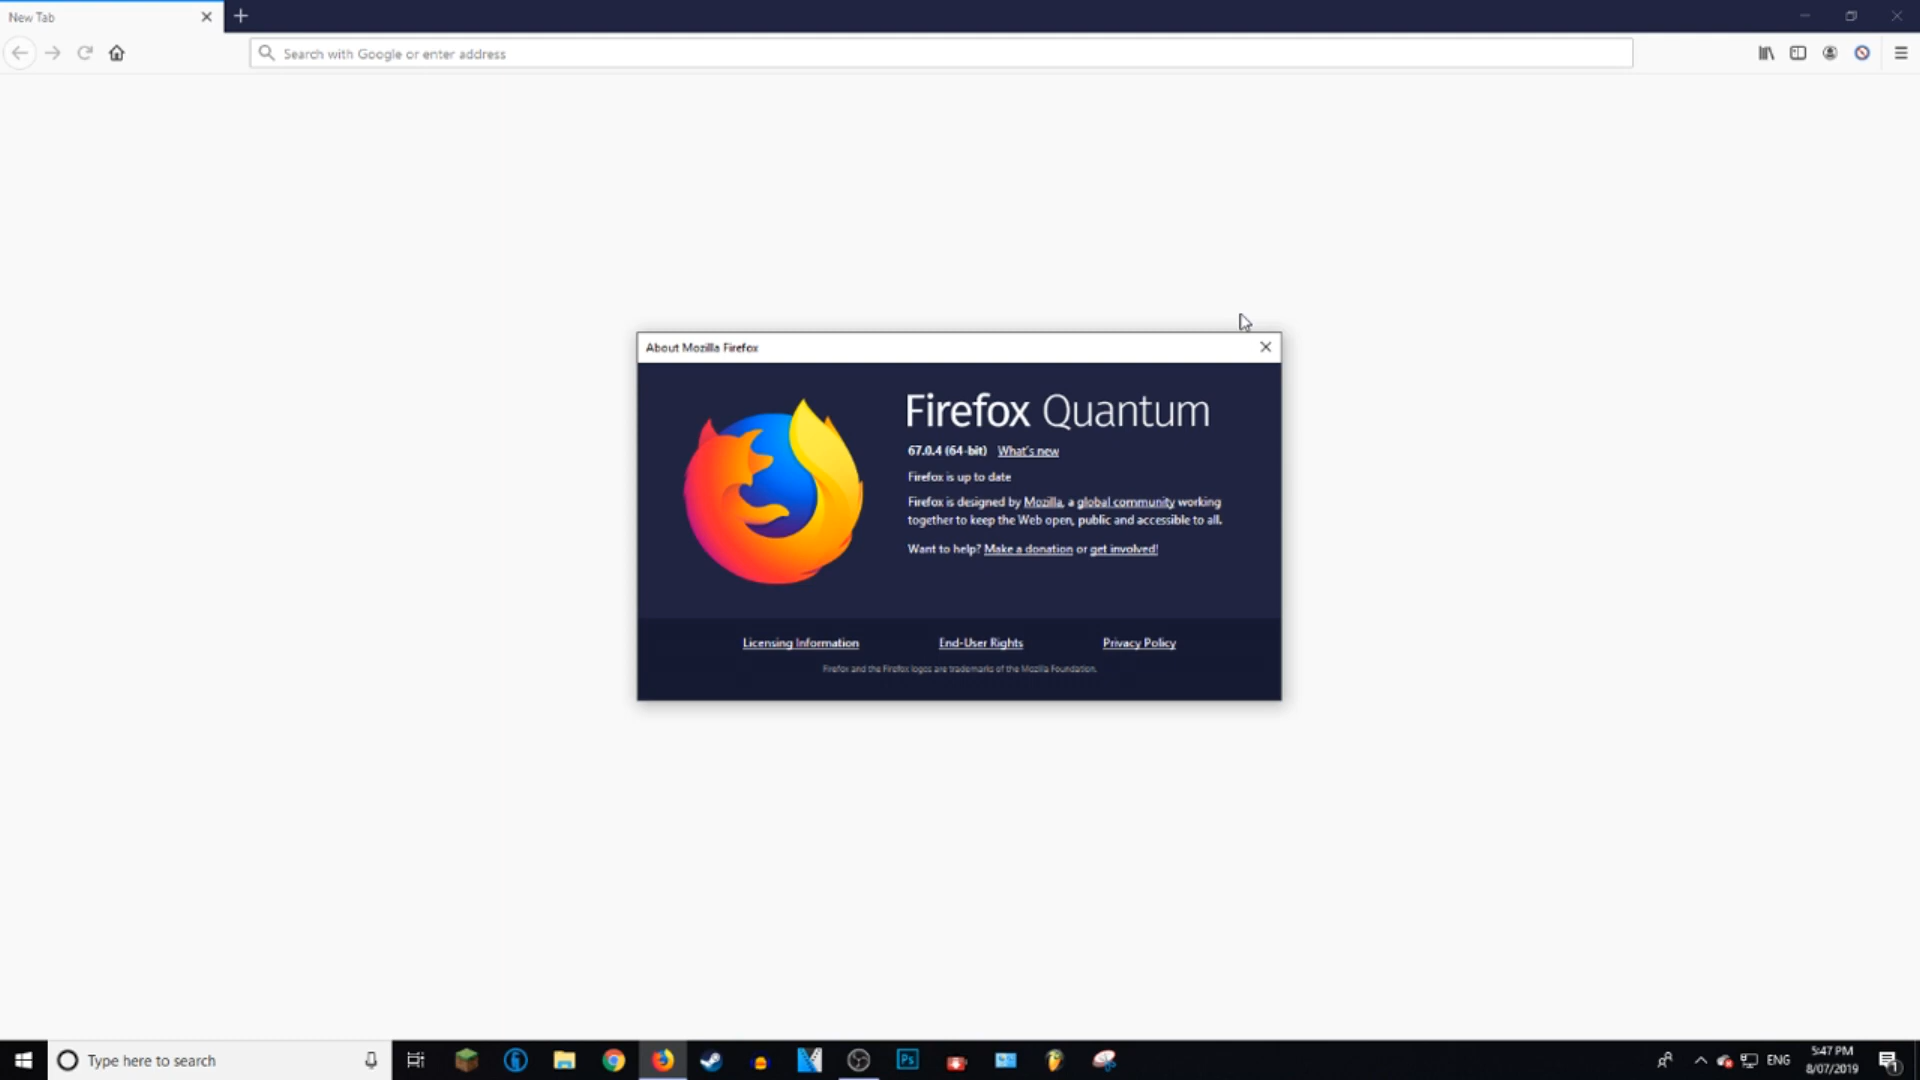 New Tab
Search with Google or enter address
About Mozilla Firefox
Firefox Quantum
67.0.4 (64-bit) What's new
Firefox is up to date
Firefox is designed by Mozilla, a global community working
together to keep the Web open, public and accessible to all.
Want to help? Make a donation or get involved!
Licensing Information End-User Rights Privacy Policy
Firefox and the Firefox logos are trademarks of the Mozilla Foundation.
Type here to search
Ps
ENG
5:47 PM
8/07/2019
1